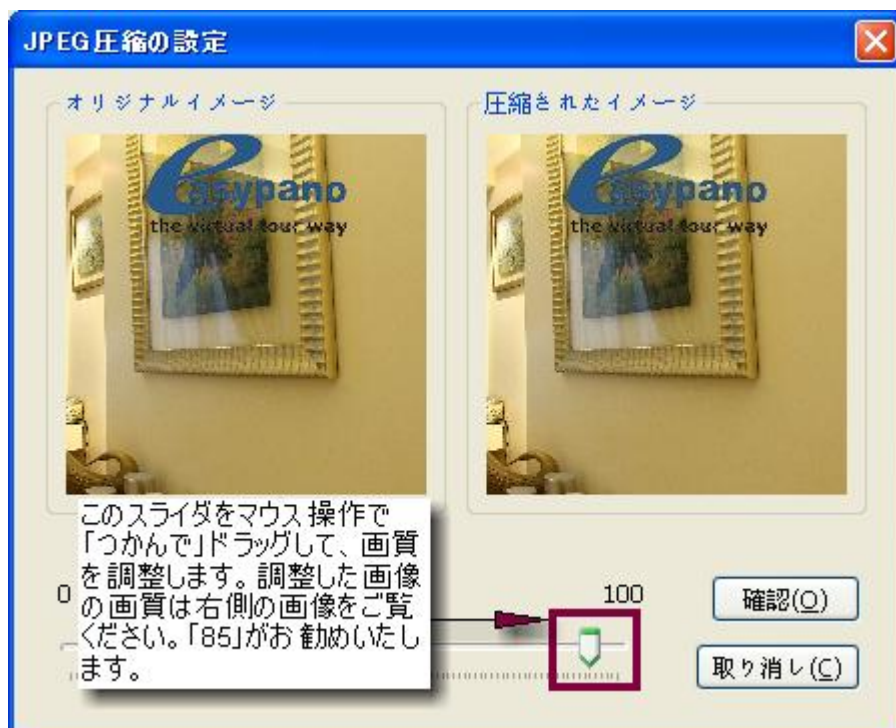 JPEG圧縮の設定
オリジナルイメージ
圧縮されたイメージ
easypano
the virtual tour way
easypano
the virtual tour way
このスライダをマウス操作で
「つかんで」ドラッグして、画質
を調整します。調整した画像
の画質は右側の画像をご覧
ください。「85」がお勧めいたし
ます。
0
100
確認(O)
取り消し(C)